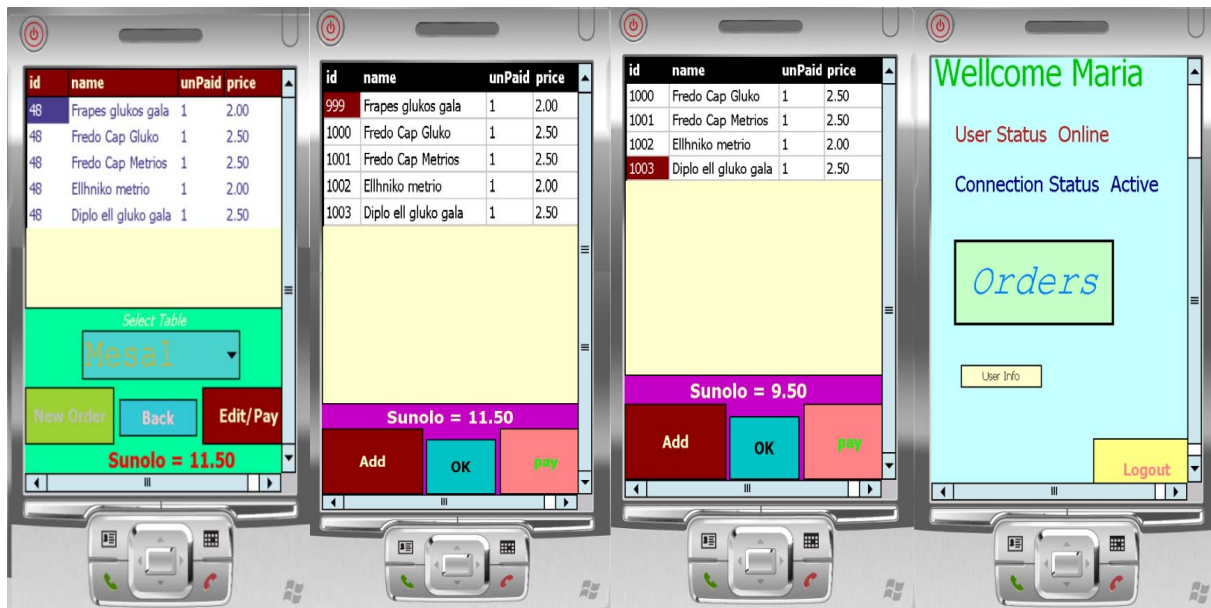 id name unPaid price
48 Frapes glukos gala 1 2.00
48 Fredo Cap Gluko 1 2.50
48 Fredo Cap Metrios 1 2.50
48 Ellhniko metrio 1 2.00
48 Diplo ell gluko gala 1 2.50
Select Table
Mesa1
New Order Back Edit/Pay
Sunolo = 11.50
id name unPaid price
999 Frapes glukos gala 1 2.00
1000 Fredo Cap Gluko 1 2.50
1001 Fredo Cap Metrios 1 2.50
1002 Ellhniko metrio 1 2.00
1003 Diplo ell gluko gala 1 2.50
Sunolo = 11.50
Add OK pay
id name unPaid price
1000 Fredo Cap Gluko 1 2.50
1001 Fredo Cap Metrios 1 2.50
1002 Ellhniko metrio 1 2.00
1003 Diplo ell gluko gala 1 2.50
Sunolo = 9.50
Add OK pay
Wellcome Maria
User Status Online
Connection Status Active
Orders
User Info
Logout